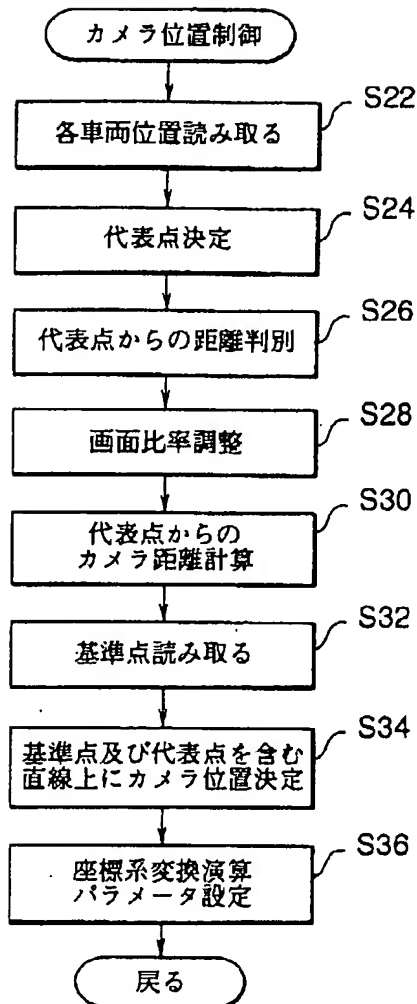 カメラ位置制御
S22
各車両位置読み取る
S24
代表点決定
S26
代表点からの距離判別
S28
画面比率調整
S30
代表点からの
カメラ距離計算
S32
基準点読み取る
S34
基準点及び代表点を含む
直線上にカメラ位置決定
S36
座標系変換演算
パラメータ設定
戻る